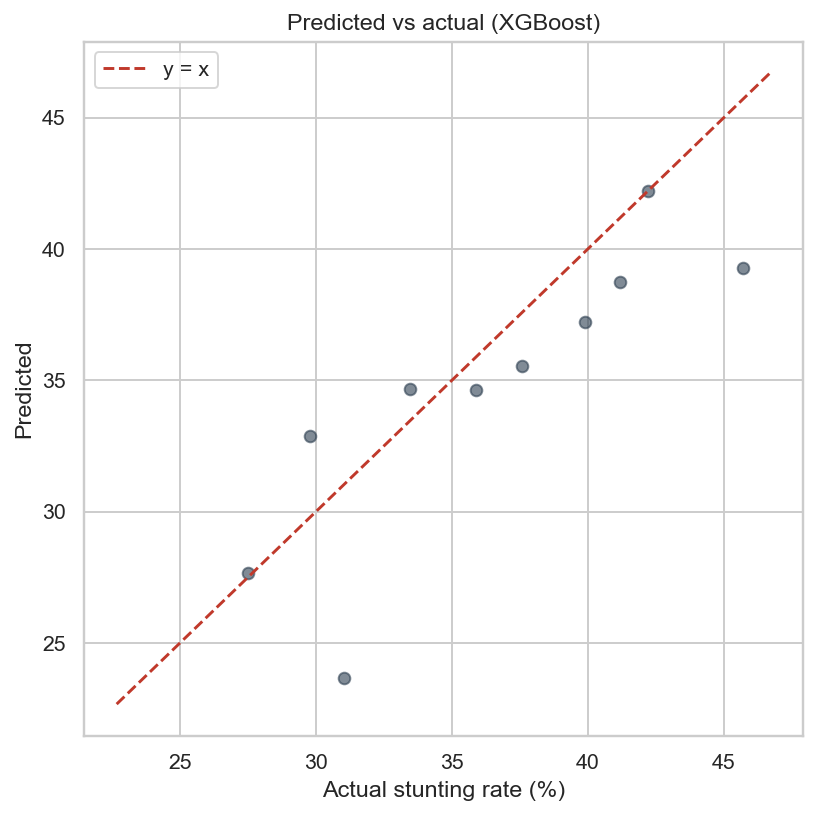 Predicted vs actual (XGBoost)
y = x
45
40
35
30
25
Predicted
25 30 35 40 45
Actual stunting rate (%)